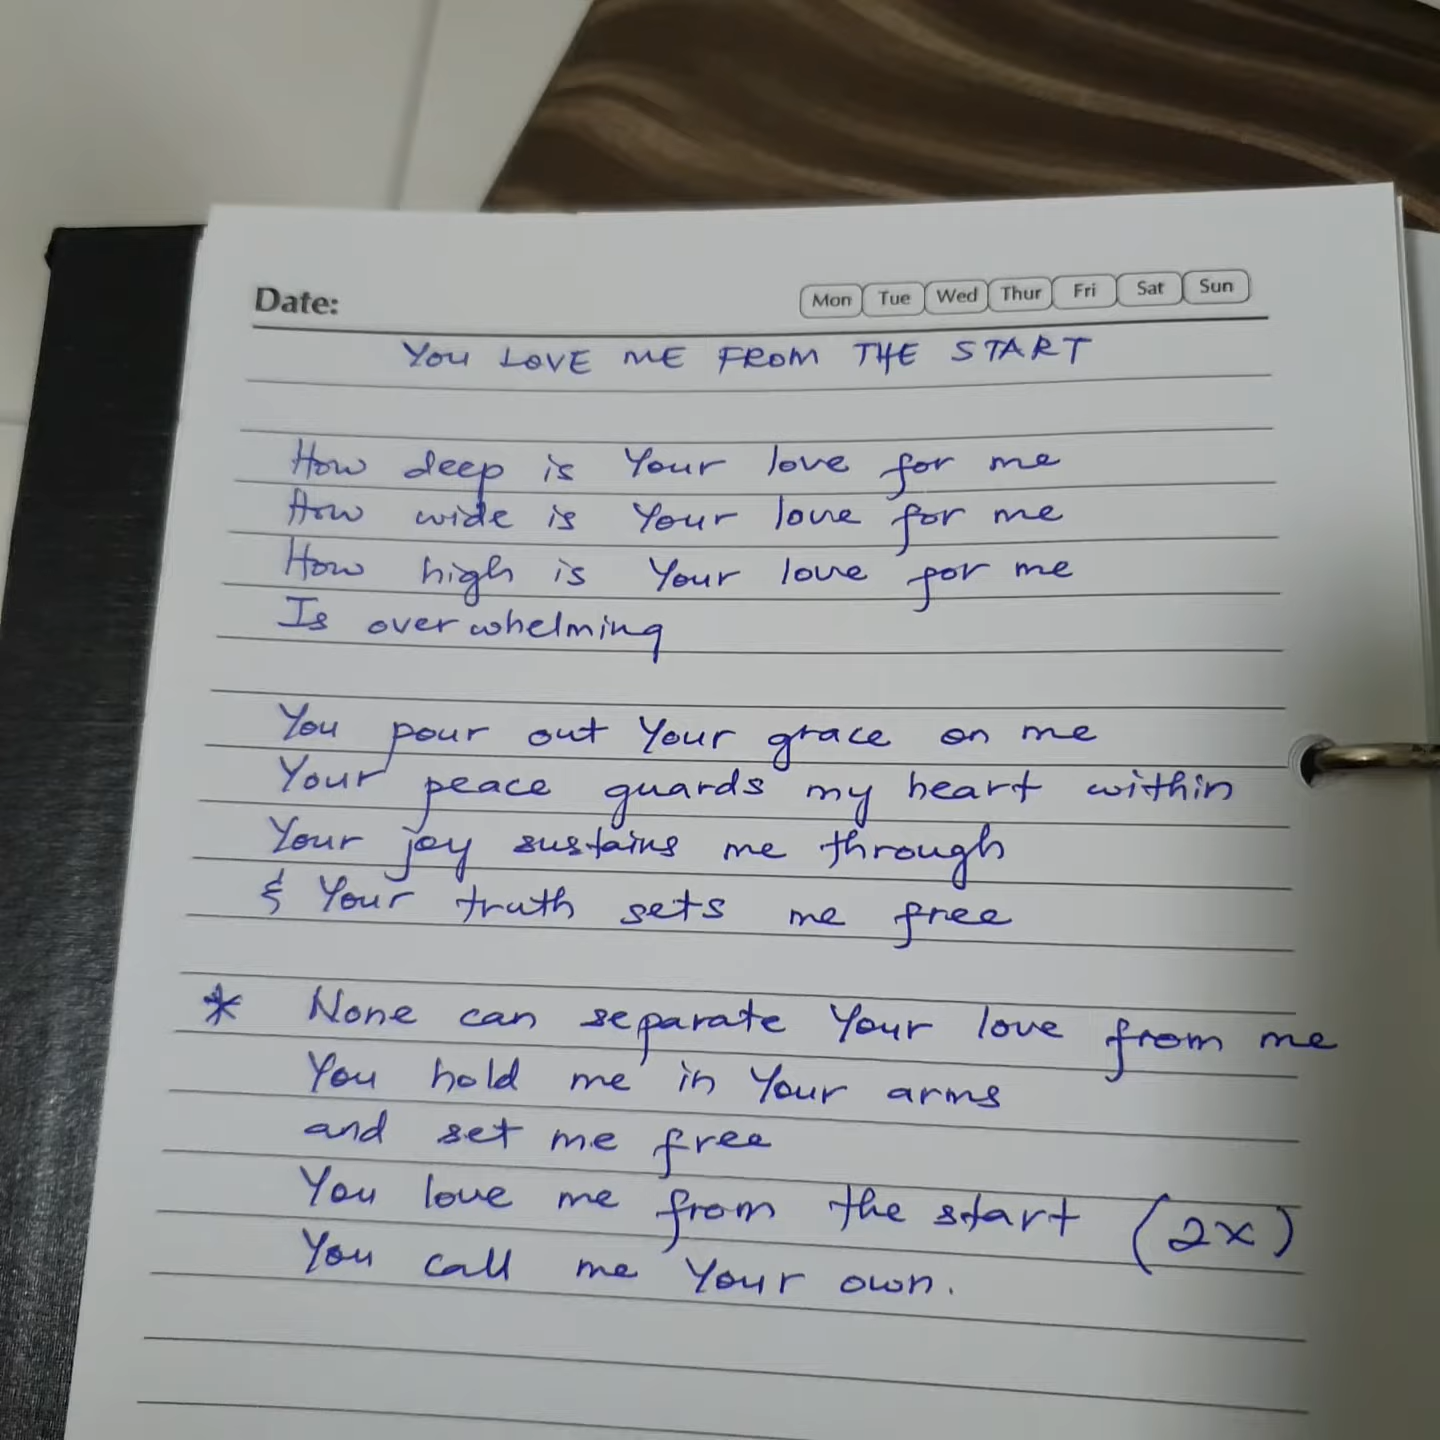 Date:
Mon Tue Wed Thur Fri Sat Sun
YOU LOVE ME FROM THE START
How deep is Your love for me
How wide is Your love for me
How high is Your love for me
Is overwhelming
You pour out Your grace on me
Your peace guards my heart within
Your joy sustains me through
& Your truth sets me free
* None can separate Your love from me
You hold me in Your arms
and set me free
You love me from the start (2x)
You call me Your own.